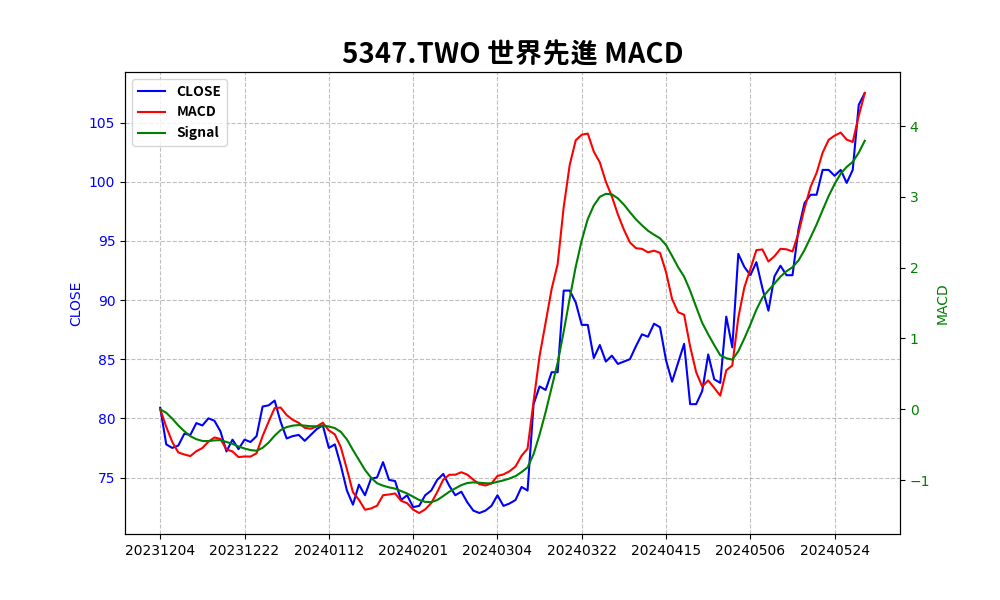 5347.TWO 世界先進 MACD
CLOSE
MACD
Signal
105
100
95
90
85
80
75
CLOSE
4
3
2
1
0
−1
MACD
20231204 20231222 20240112 20240201 20240304 20240322 20240415 20240506 20240524